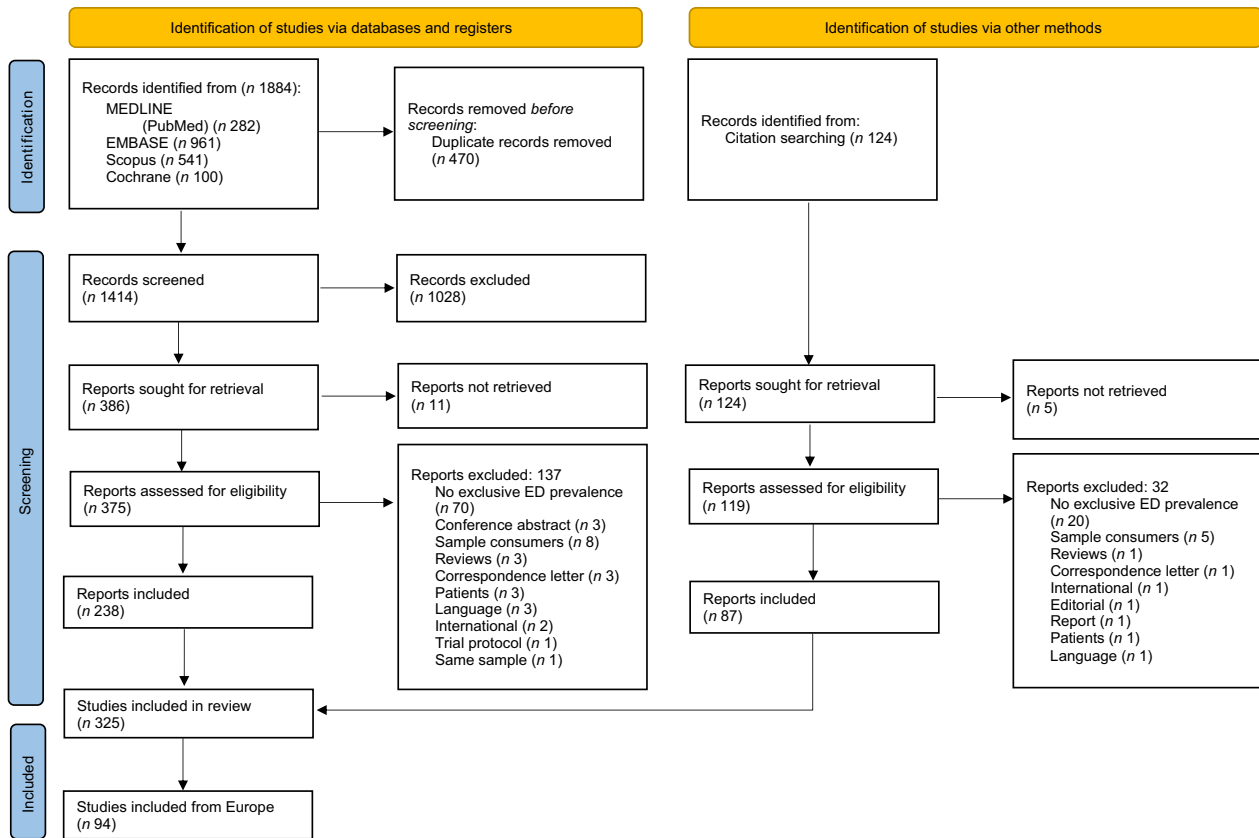 Identification of studies via databases and registers
Identification of studies via other methods
Identification
Records identified from (n 1884):
MEDLINE
(PubMed) (n 282)
EMBASE (n 961)
Scopus (n 541)
Cochrane (n 100)
Records removed before
screening:
Duplicate records removed
(n 470)
Records identified from:
Citation searching (n 124)
Screening
Records screened
(n 1414)
Records excluded
(n 1028)
Reports sought for retrieval
(n 386)
Reports not retrieved
(n 11)
Reports sought for retrieval
(n 124)
Reports not retrieved
(n 5)
Reports assessed for eligibility
(n 375)
Reports excluded: 137
No exclusive ED prevalence
(n 70)
Conference abstract (n 3)
Sample consumers (n 8)
Reviews (n 3)
Correspondence letter (n 3)
Patients (n 3)
Language (n 3)
International (n 2)
Trial protocol (n 1)
Same sample (n 1)
Reports assessed for eligibility
(n 119)
Reports excluded: 32
No exclusive ED prevalence
(n 20)
Sample consumers (n 5)
Reviews (n 1)
Correspondence letter (n 1)
International (n 1)
Editorial (n 1)
Report (n 1)
Patients (n 1)
Language (n 1)
Reports included
(n 238)
Reports included
(n 87)
Studies included in review
(n 325)
Included
Studies included from Europe
(n 94)